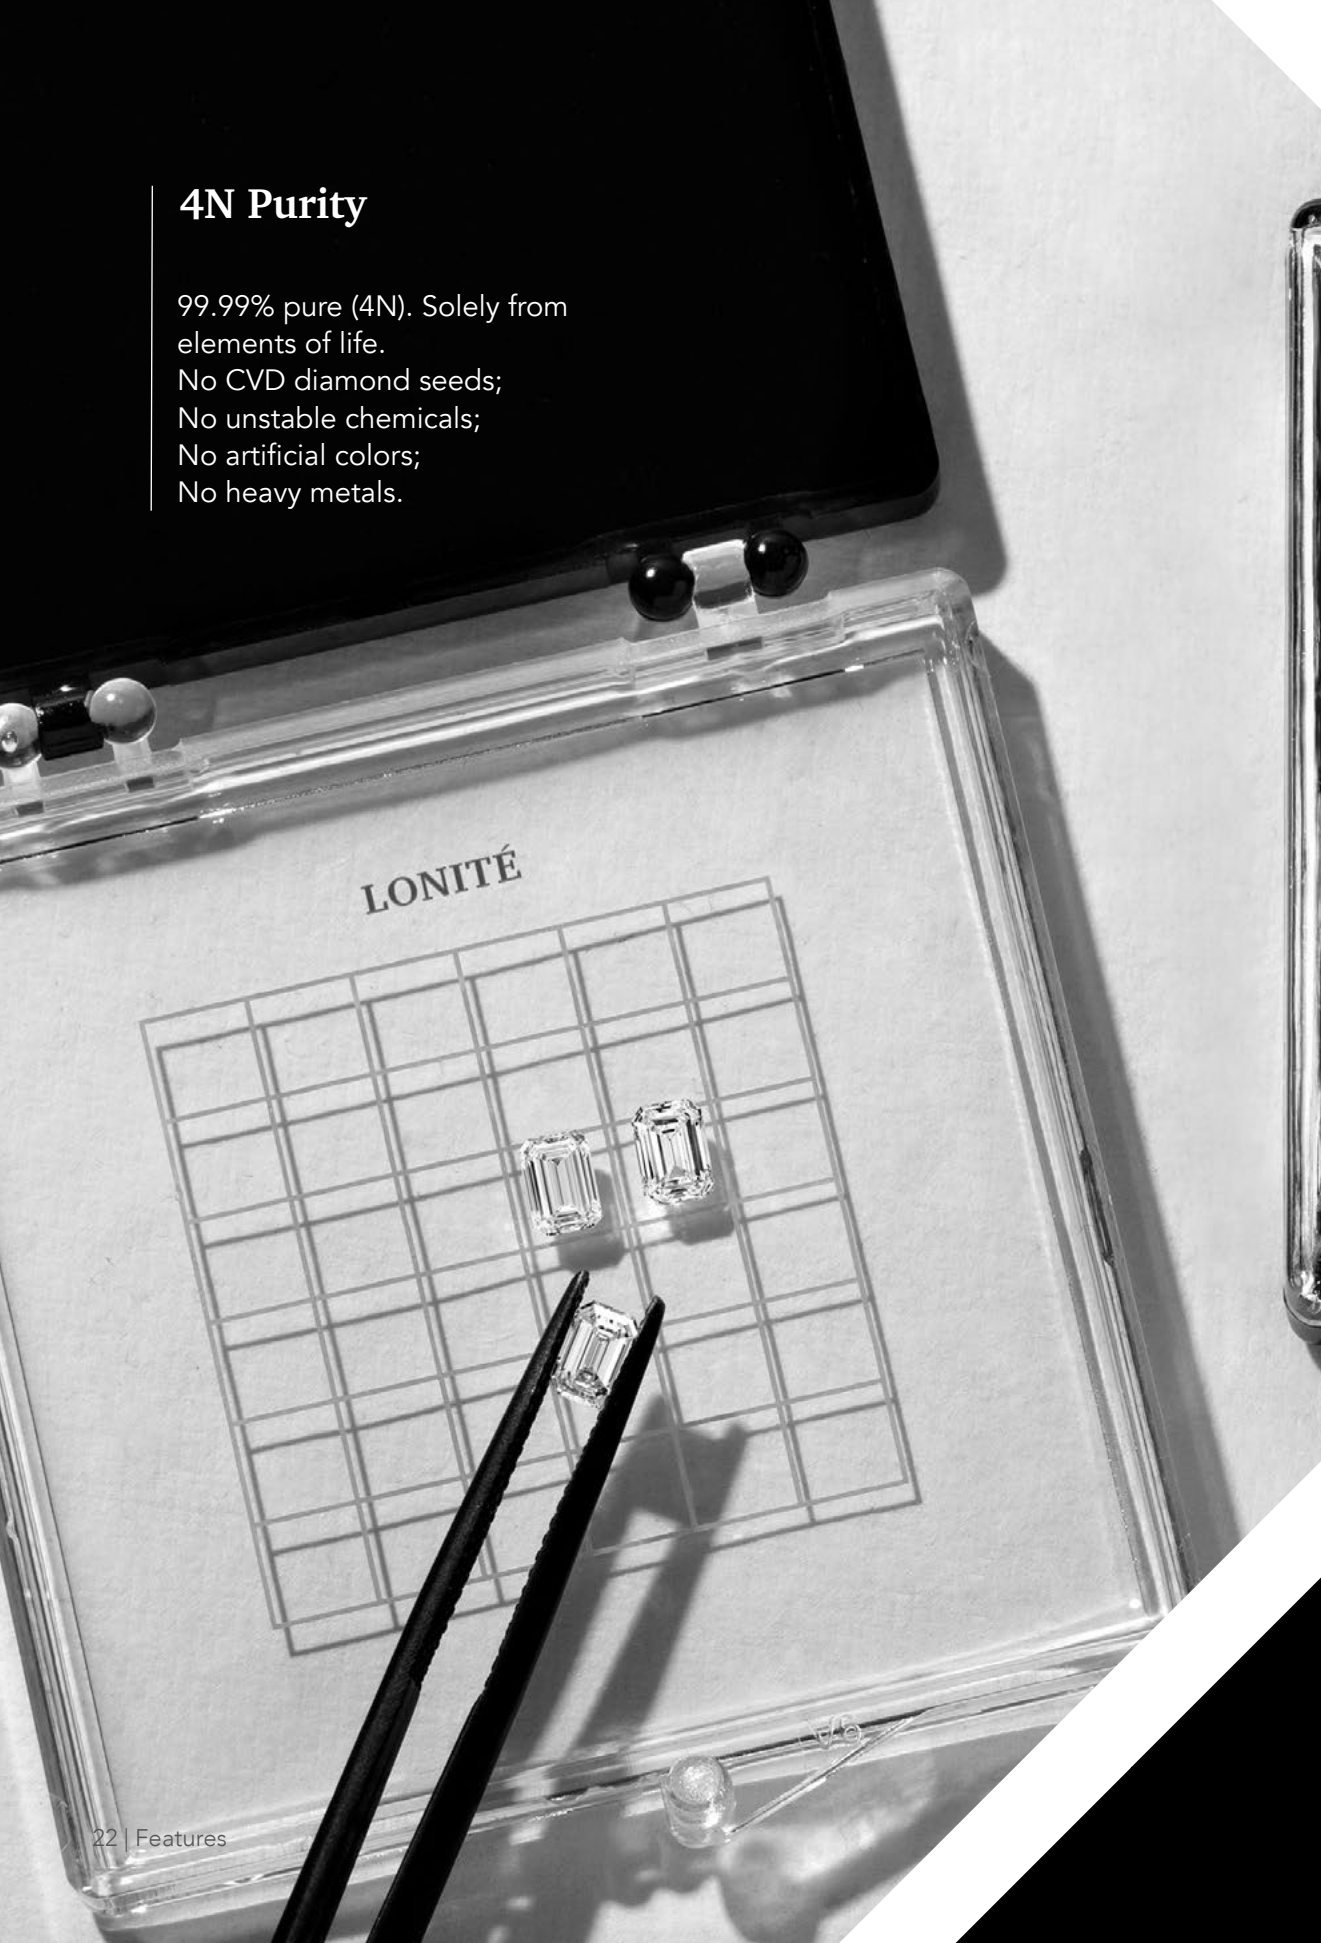 4N Purity
99.99% pure (4N). Solely from
elements of life.
No CVD diamond seeds;
No unstable chemicals;
No artificial colors;
No heavy metals.
LONITÉ
22 | Features